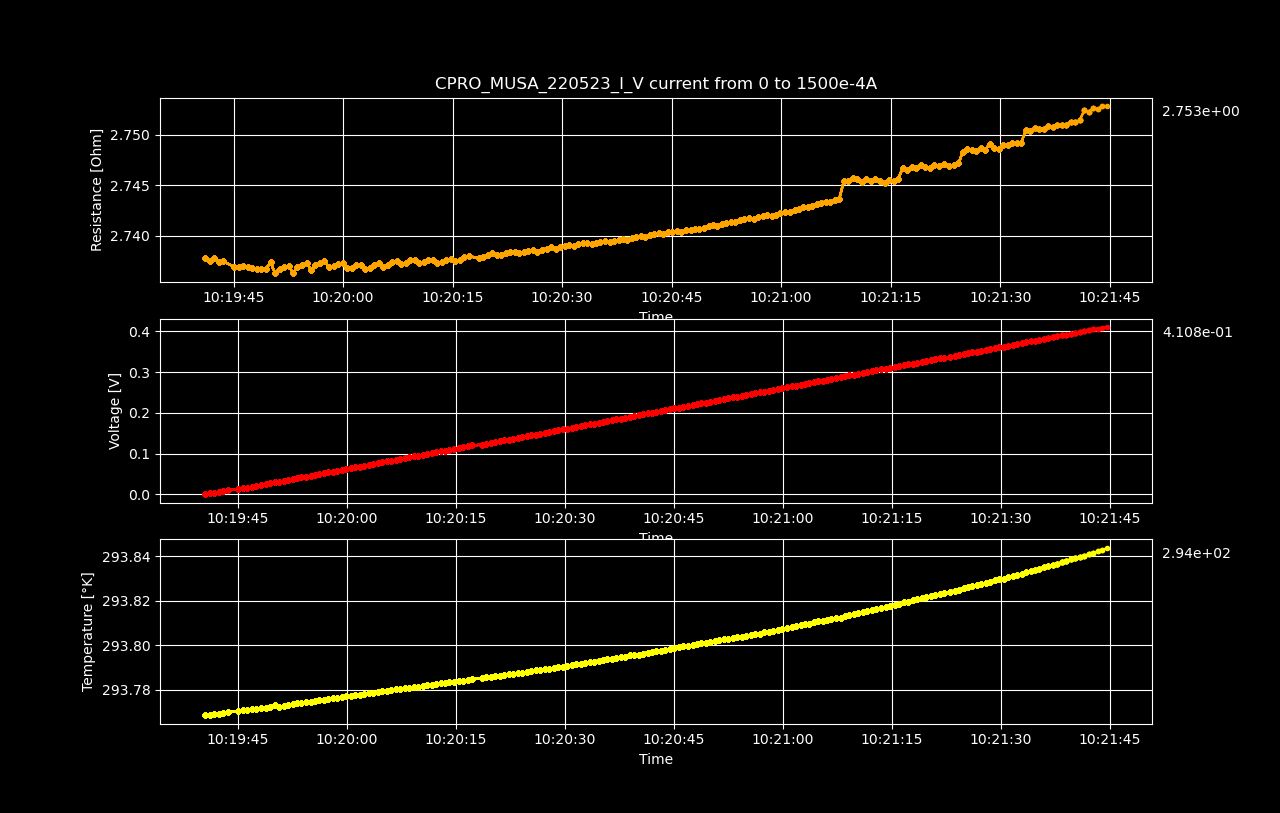 CPRO_MUSA_220523_I_V current from 0 to 1500e-4A
2.753e+00
Resistance [Ohm]
2.750
2.745
2.740
10:19:45 10:20:00 10:20:15 10:20:30 10:20:45 10:21:00 10:21:15 10:21:30 10:21:45
Time
4.108e-01
Voltage [V]
0.4
0.3
0.2
0.1
0.0
10:19:45 10:20:00 10:20:15 10:20:30 10:20:45 10:21:00 10:21:15 10:21:30 10:21:45
Time
2.94e+02
Temperature [°K]
293.84
293.82
293.80
293.78
10:19:45 10:20:00 10:20:15 10:20:30 10:20:45 10:21:00 10:21:15 10:21:30 10:21:45
Time